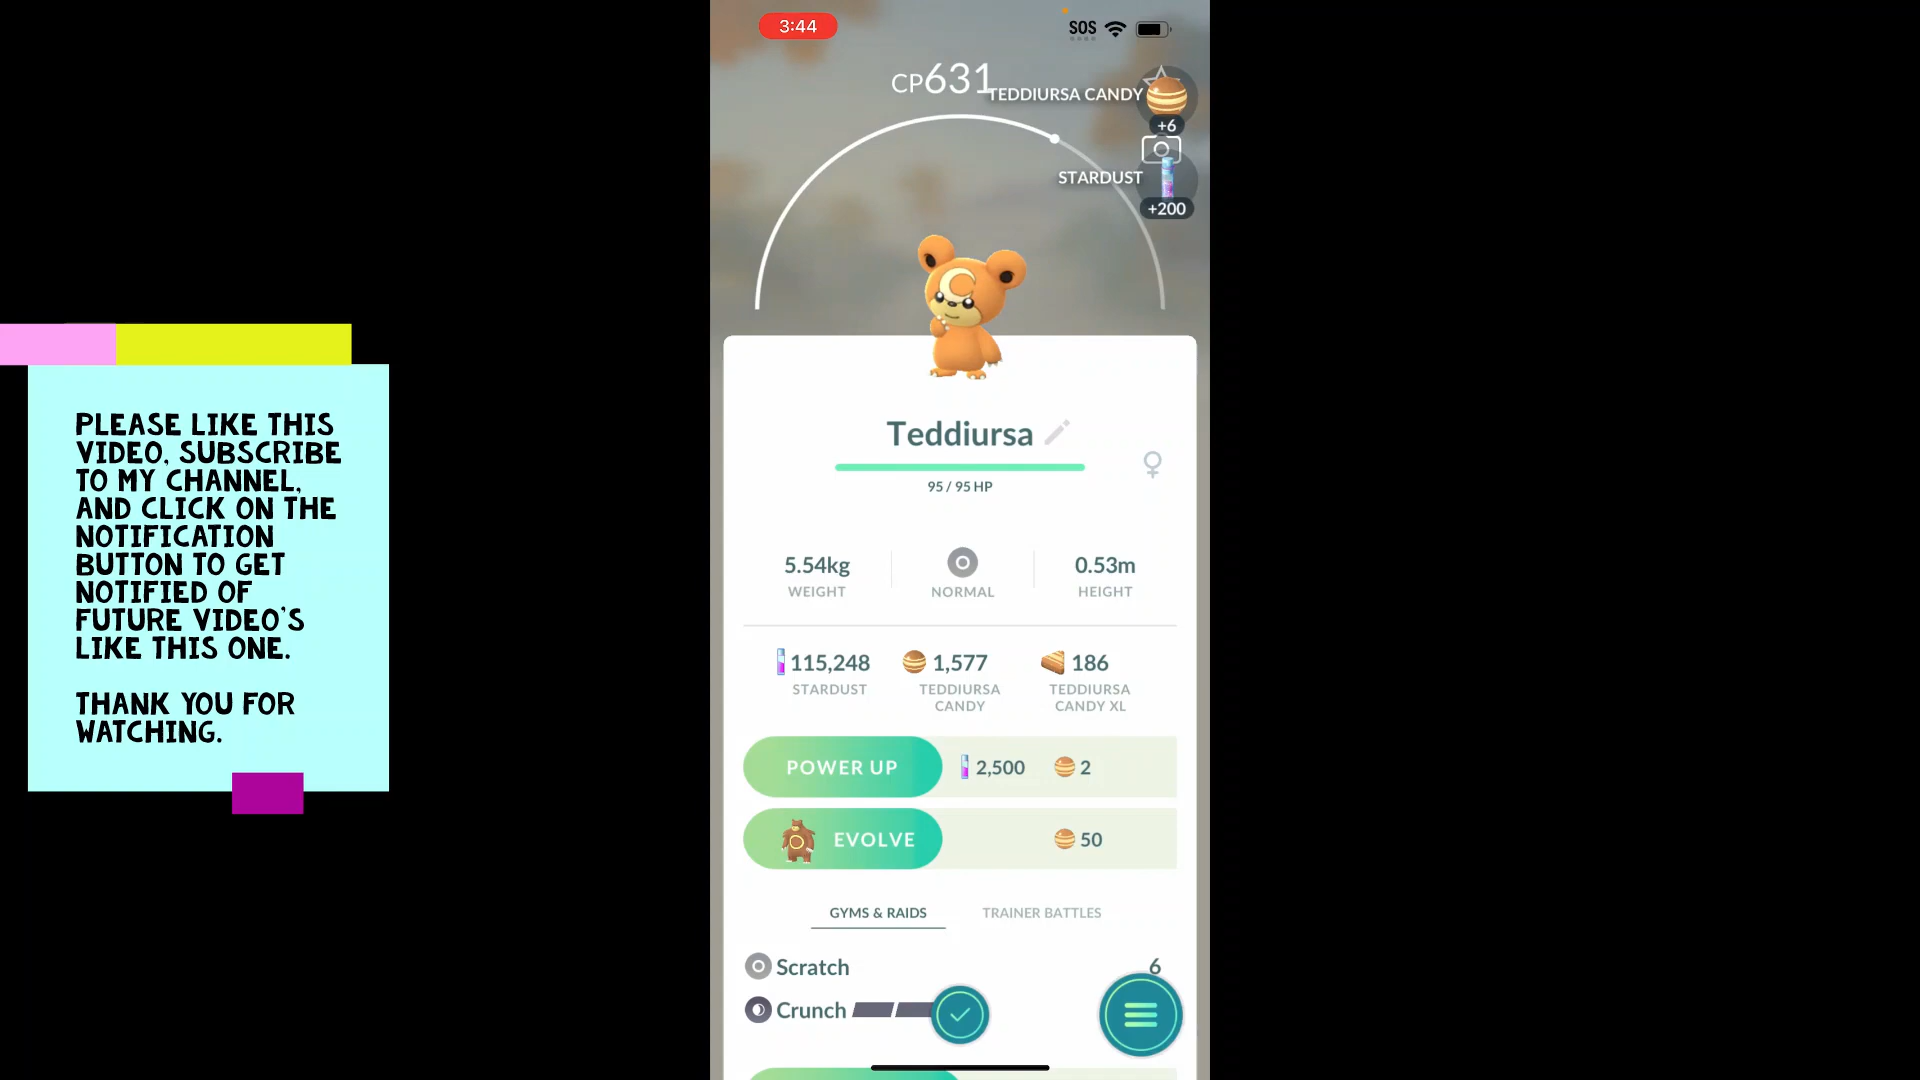 3:44
SOS
CP631
TEDDIURSA CANDY
+6
STARDUST
+200
PLEASE LIKE THIS
VIDEO, SUBSCRIBE
TO MY CHANNEL,
AND CLICK ON THE
NOTIFICATION
BUTTON TO GET
NOTIFIED OF
FUTURE VIDEO'S
LIKE THIS ONE.
THANK YOU FOR
WATCHING.
Teddiursa
95 / 95 HP
5.54kg
WEIGHT
NORMAL
0.53m
HEIGHT
115,248
STARDUST
1,577
TEDDIURSA
CANDY
186
TEDDIURSA
CANDY XL
POWER UP 2,500 2
EVOLVE 50
GYMS & RAIDS TRAINER BATTLES
Scratch 6
Crunch